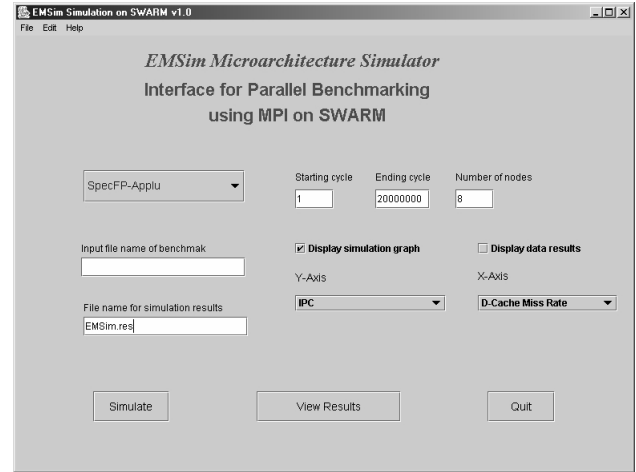 EMSim Simulation on SWARM v1.0
File Edit Help
EMSim Microarchitecture Simulator
Interface for Parallel Benchmarking
using MPI on SWARM
SpecFP-Applu
Starting cycle Ending cycle Number of nodes
1 20000000 8
Input file name of benchmak
Display simulation graph
Display data results
Y-Axis X-Axis
IPC D-Cache Miss Rate
File name for simulation results
EMSim.res
Simulate View Results Quit